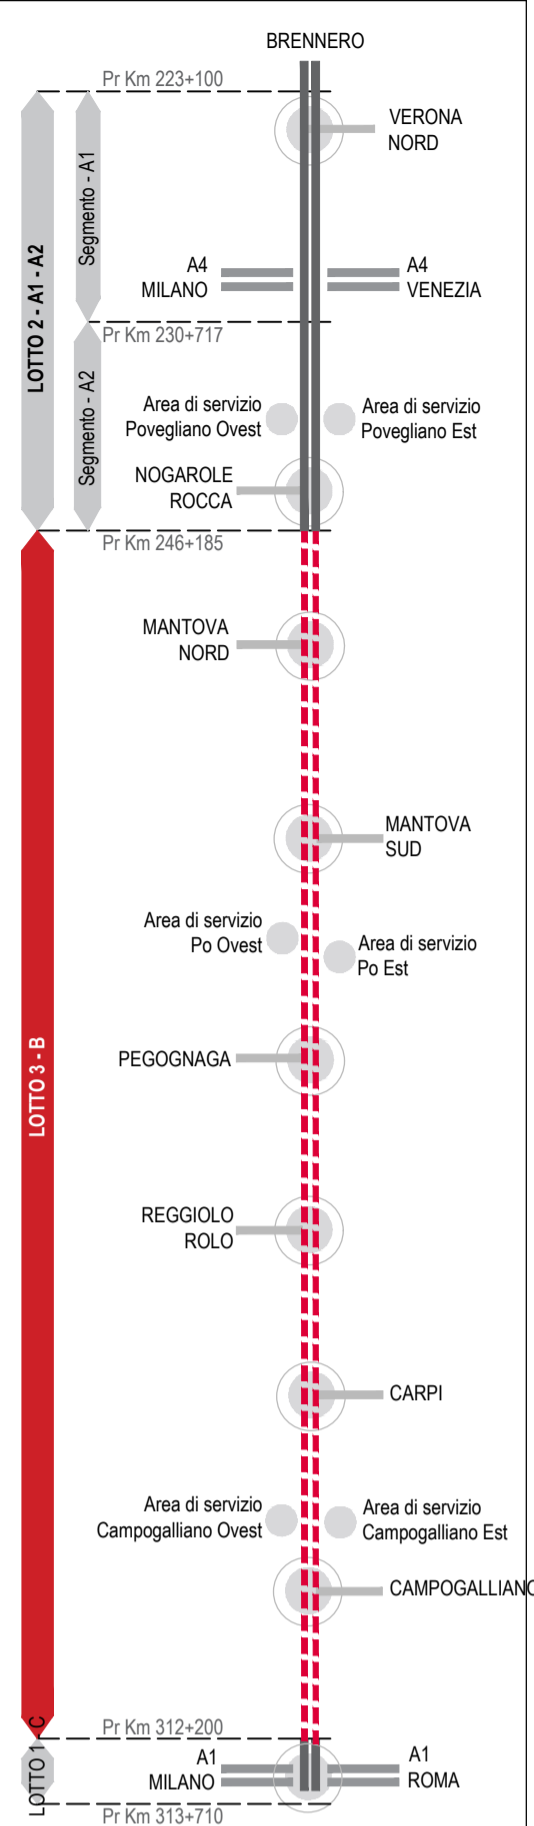 BRENNERO
Pr Km 223+100
VERONA
NORD
Segmento - A1
LOTTO 2 - A1 - A2
A4
MILANO
A4
VENEZIA
Pr Km 230+717
Segmento - A2
Area di servizio
Povegliano Ovest
Area di servizio
Povegliano Est
NOGAROLE
ROCCA
Pr Km 246+185
MANTOVA
NORD
MANTOVA
SUD
Area di servizio
Po Ovest
Area di servizio
Po Est
LOTTO 3 - B
PEGOGNAGA
REGGIOLO
ROLO
CARPI
Area di servizio
Campogalliano Ovest
Area di servizio
Campogalliano Est
CAMPOGALLIANO
Pr Km 312+200
LOTTO 1 C
A1
MILANO
A1
ROMA
Pr Km 313+710